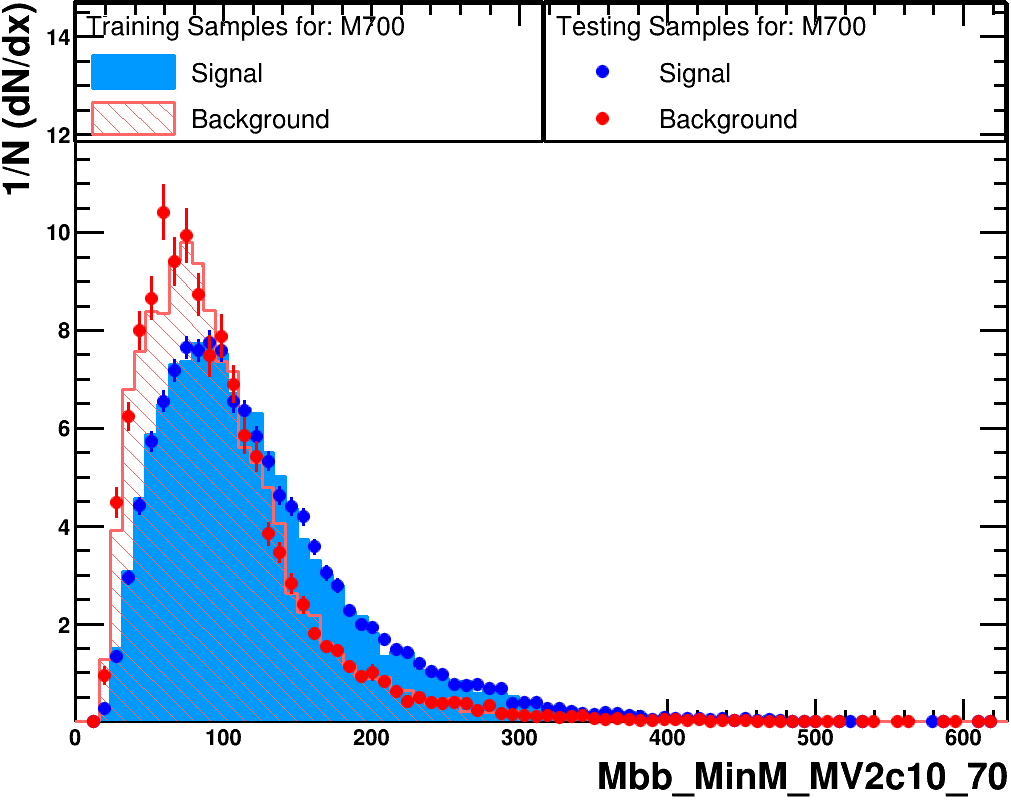 1/N (dN/dx)
Training Samples for: M700
Signal
Background
Testing Samples for: M700
Signal
Background
14
12
10
8
6
4
2
0 100 200 300 400 500 600
Mbb_MinM_MV2c10_70